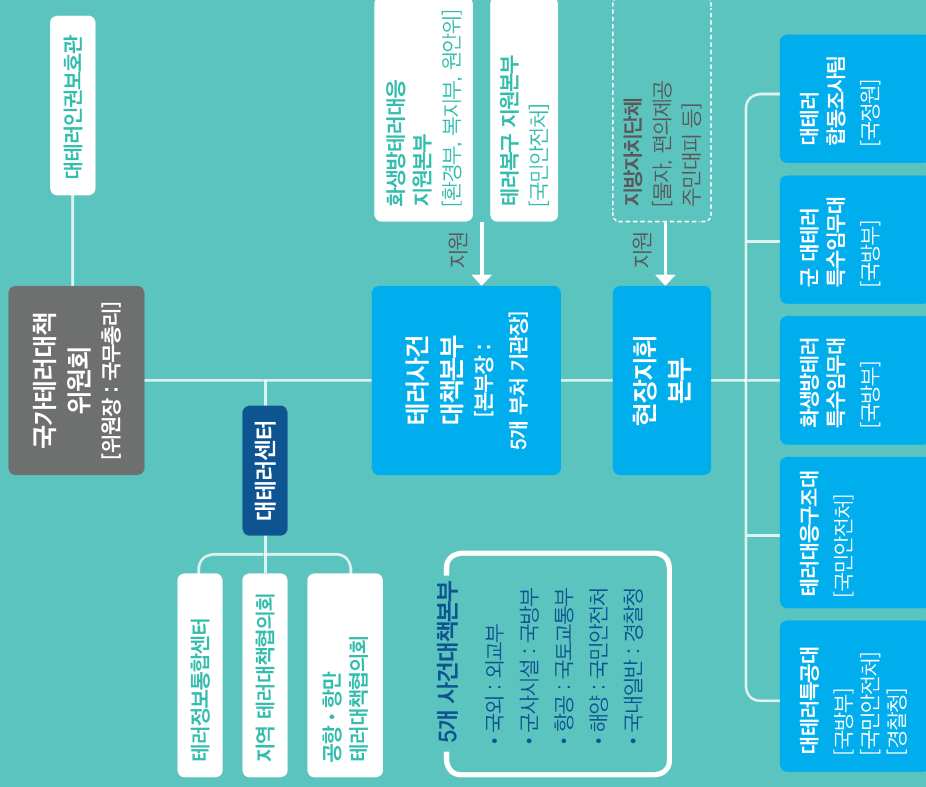 국가테러대책
위원회
[위원장 : 국무총리]
대테러인권보호관
대테러센터
테러정보통합센터
지역 테러대책협의회
공항 • 항만
테러대책협의회
테러사건
대책본부
[본부장 :
5개 부처 기관장]
지원
화생방테러대응
지원본부
[환경부, 복지부, 원안위]
테러복구 지원본부
[국민안전처]
5개 사건대책본부
• 국외 : 외교부
• 군사시설 : 국방부
• 항공 : 국토교통부
• 해양 : 국민안전처
• 국내일반 : 경찰청
현장지휘
본부
지원
지방자치단체
[물자, 편의제공
주민대피 등]
대테러특공대
[국방부]
[국민안전처]
[경찰청]
테러대응구조대
[국민안전처]
화생방테러
특수임무대
[국방부]
군 대테러
특수임무대
[국방부]
대테러
합동조사팀
[국정원]